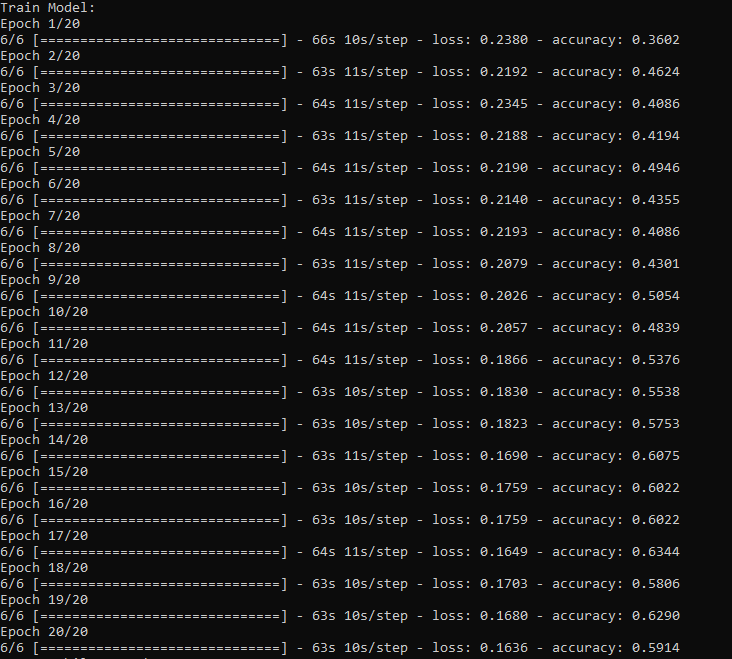 Train Model:
Epoch 1/20
6/6 [==============================] - 66s 10s/step - loss: 0.2380 - accuracy: 0.3602
Epoch 2/20
6/6 [==============================] - 63s 11s/step - loss: 0.2192 - accuracy: 0.4624
Epoch 3/20
6/6 [==============================] - 64s 11s/step - loss: 0.2345 - accuracy: 0.4086
Epoch 4/20
6/6 [==============================] - 63s 11s/step - loss: 0.2188 - accuracy: 0.4194
Epoch 5/20
6/6 [==============================] - 64s 11s/step - loss: 0.2190 - accuracy: 0.4946
Epoch 6/20
6/6 [==============================] - 63s 11s/step - loss: 0.2140 - accuracy: 0.4355
Epoch 7/20
6/6 [==============================] - 64s 11s/step - loss: 0.2193 - accuracy: 0.4086
Epoch 8/20
6/6 [==============================] - 63s 11s/step - loss: 0.2079 - accuracy: 0.4301
Epoch 9/20
6/6 [==============================] - 64s 11s/step - loss: 0.2026 - accuracy: 0.5054
Epoch 10/20
6/6 [==============================] - 64s 11s/step - loss: 0.2057 - accuracy: 0.4839
Epoch 11/20
6/6 [==============================] - 64s 11s/step - loss: 0.1866 - accuracy: 0.5376
Epoch 12/20
6/6 [==============================] - 63s 10s/step - loss: 0.1830 - accuracy: 0.5538
Epoch 13/20
6/6 [==============================] - 63s 10s/step - loss: 0.1823 - accuracy: 0.5753
Epoch 14/20
6/6 [==============================] - 63s 11s/step - loss: 0.1690 - accuracy: 0.6075
Epoch 15/20
6/6 [==============================] - 63s 10s/step - loss: 0.1759 - accuracy: 0.6022
Epoch 16/20
6/6 [==============================] - 63s 10s/step - loss: 0.1759 - accuracy: 0.6022
Epoch 17/20
6/6 [==============================] - 64s 11s/step - loss: 0.1649 - accuracy: 0.6344
Epoch 18/20
6/6 [==============================] - 63s 10s/step - loss: 0.1703 - accuracy: 0.5806
Epoch 19/20
6/6 [==============================] - 63s 10s/step - loss: 0.1680 - accuracy: 0.6290
Epoch 20/20
6/6 [==============================] - 63s 10s/step - loss: 0.1636 - accuracy: 0.5914